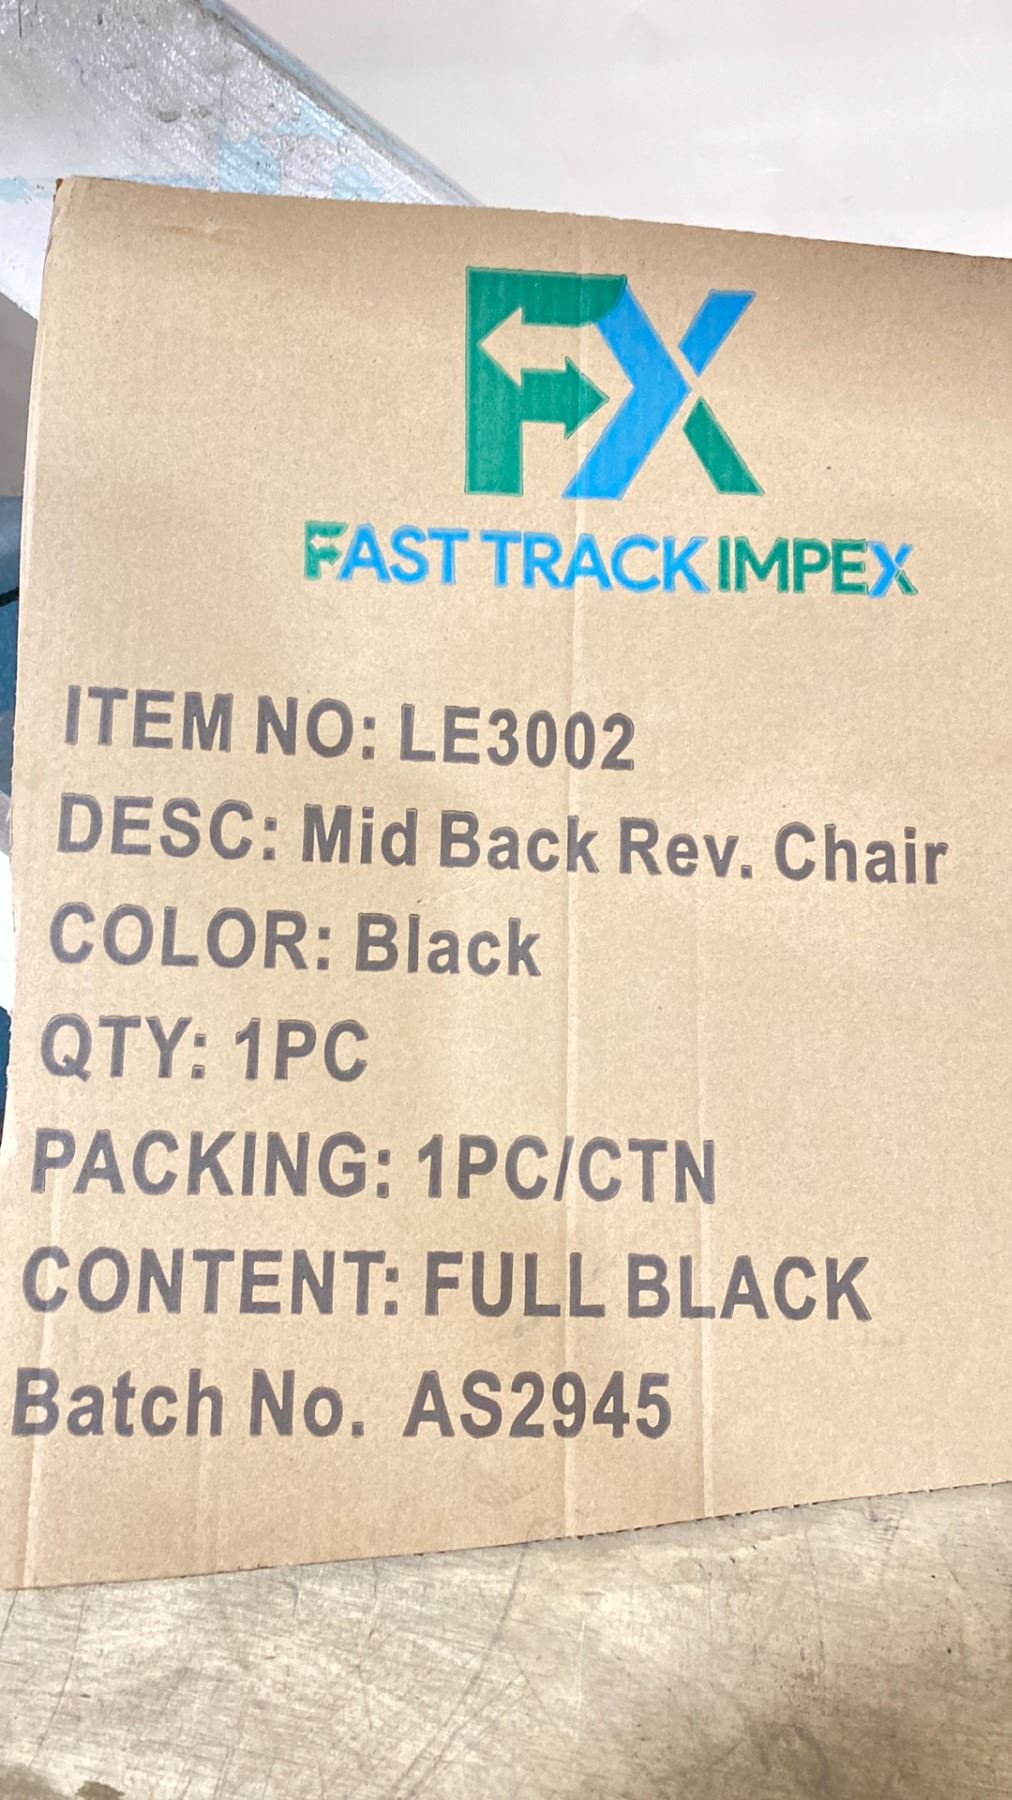 FX
FAST TRACK IMPEX
ITEM NO: LE3002
DESC: Mid Back Rev. Chair
COLOR: Black
QTY: 1PC
PACKING: 1PC/CTN
CONTENT: FULL BLACK
Batch No. AS2945